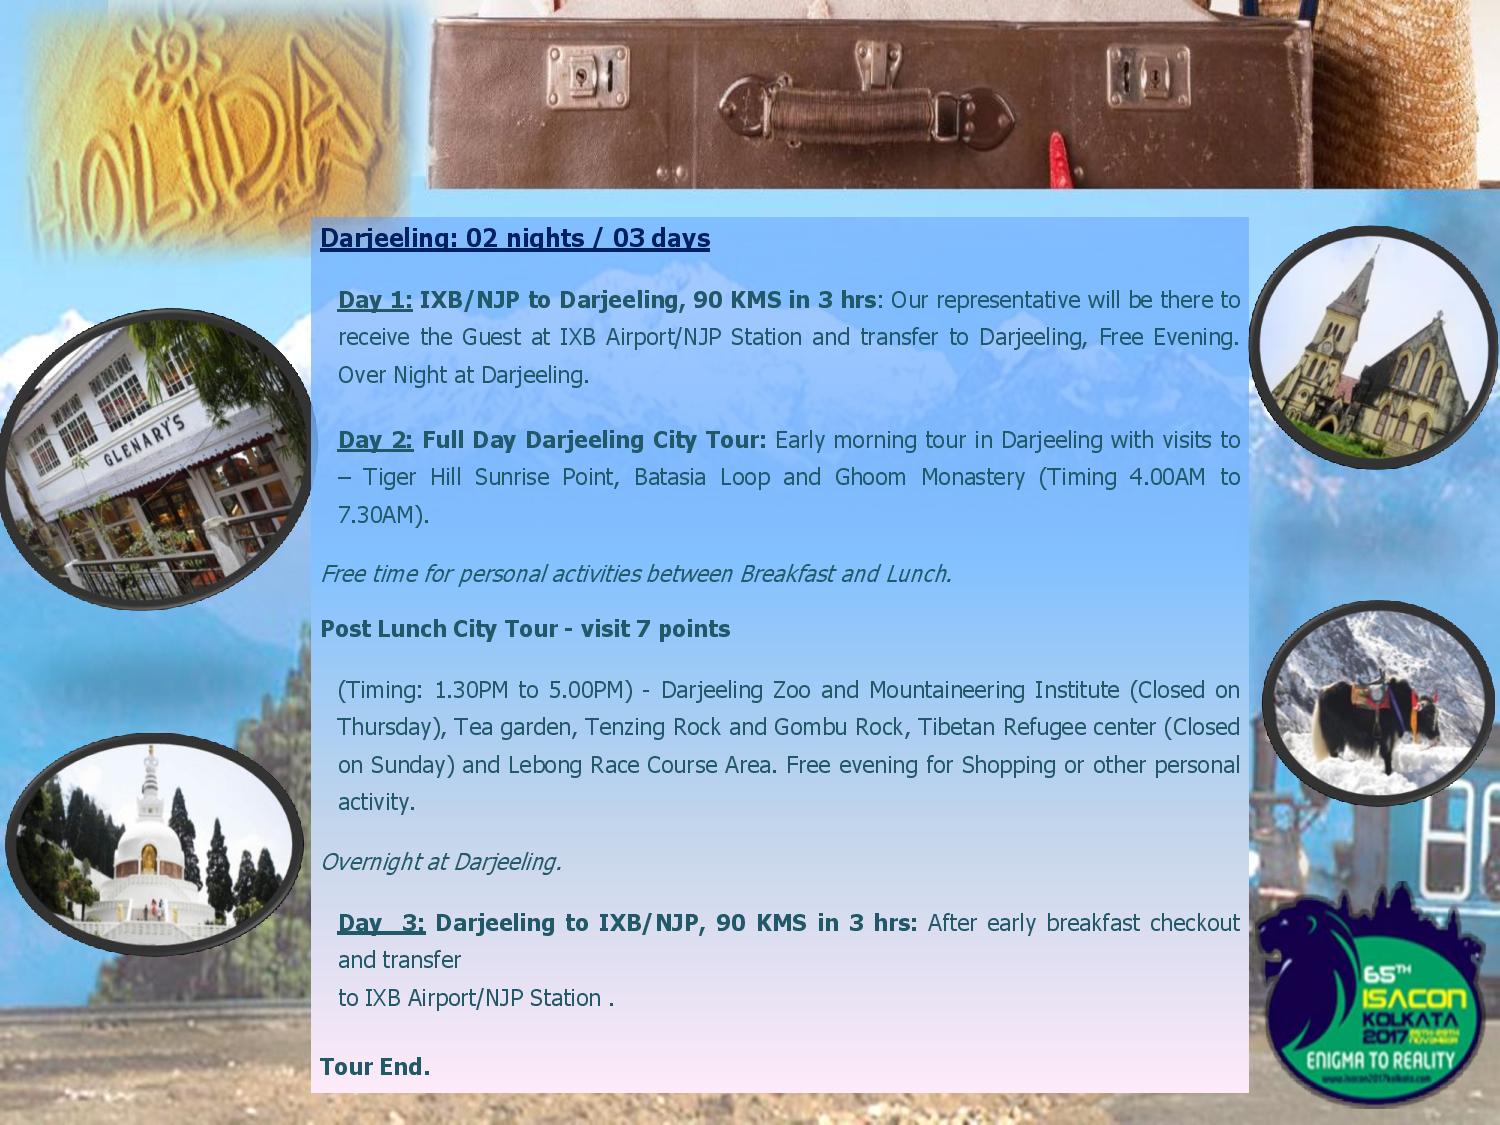 HOLIDAY
Darjeeling: 02 nights / 03 days
Day 1: IXB/NJP to Darjeeling, 90 KMS in 3 hrs: Our representative will be there to
receive the Guest at IXB Airport/NJP Station and transfer to Darjeeling, Free Evening.
Over Night at Darjeeling.
GLENARY'S
Day 2: Full Day Darjeeling City Tour: Early morning tour in Darjeeling with visits to
– Tiger Hill Sunrise Point, Batasia Loop and Ghoom Monastery (Timing 4.00AM to
7.30AM).
Free time for personal activities between Breakfast and Lunch.
Post Lunch City Tour - visit 7 points
(Timing: 1.30PM to 5.00PM) - Darjeeling Zoo and Mountaineering Institute (Closed on
Thursday), Tea garden, Tenzing Rock and Gombu Rock, Tibetan Refugee center (Closed
on Sunday) and Lebong Race Course Area. Free evening for Shopping or other personal
activity.
Overnight at Darjeeling.
Day 3: Darjeeling to IXB/NJP, 90 KMS in 3 hrs: After early breakfast checkout
and transfer
to IXB Airport/NJP Station .
Tour End.
65TH
ISACON
KOLKATA
2017 25TH-29TH NOVEMBER
ENIGMA TO REALITY
www.isacon2017kolkata.com